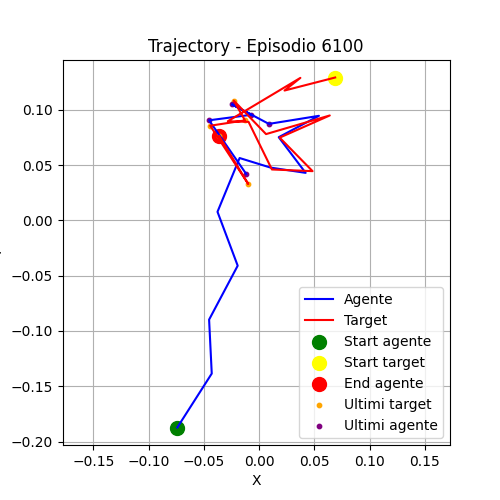 Trajectory - Episodio 6100
0.10
0.05
0.00
−0.05
−0.10
−0.15
−0.20
−0.15
−0.10
−0.05
0.00
0.05
0.10
0.15
X
Agente
Target
Start agente
Start target
End agente
Ultimi target
Ultimi agente